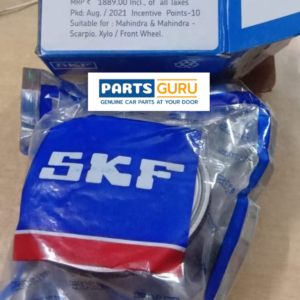 MRP ₹ 1889.00 Incl., of all Taxes
Pkd: Aug. / 2021 Incentive Points-10
Suitable for : Mahindra & Mahindra -
Scarpio, Xylo / Front Wheel.
SKF
PARTS GURU
GENUINE CAR PARTS AT YOUR DOOR
SKF